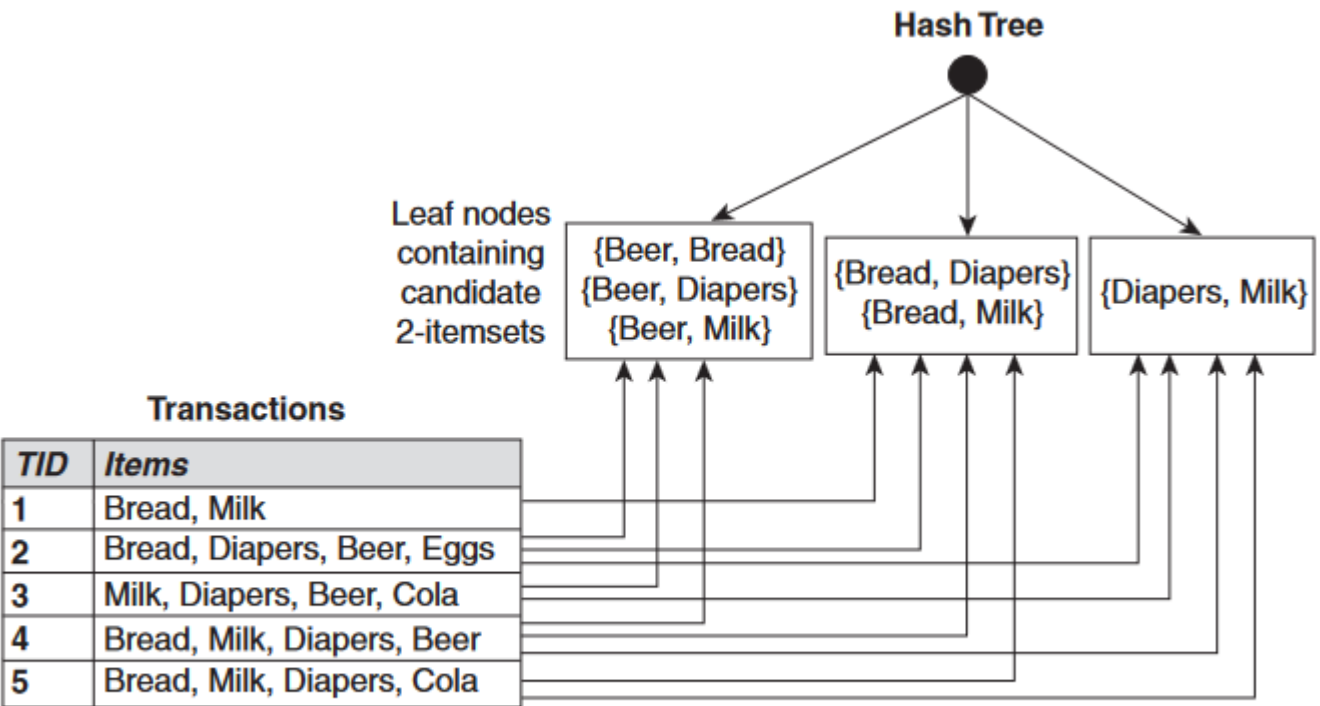 Hash Tree
Leaf nodes
containing
candidate
2-itemsets
{Beer, Bread}
{Beer, Diapers}
{Beer, Milk}
{Bread, Diapers}
{Bread, Milk}
{Diapers, Milk}
Transactions
TID Items
1 Bread, Milk
2 Bread, Diapers, Beer, Eggs
3 Milk, Diapers, Beer, Cola
4 Bread, Milk, Diapers, Beer
5 Bread, Milk, Diapers, Cola